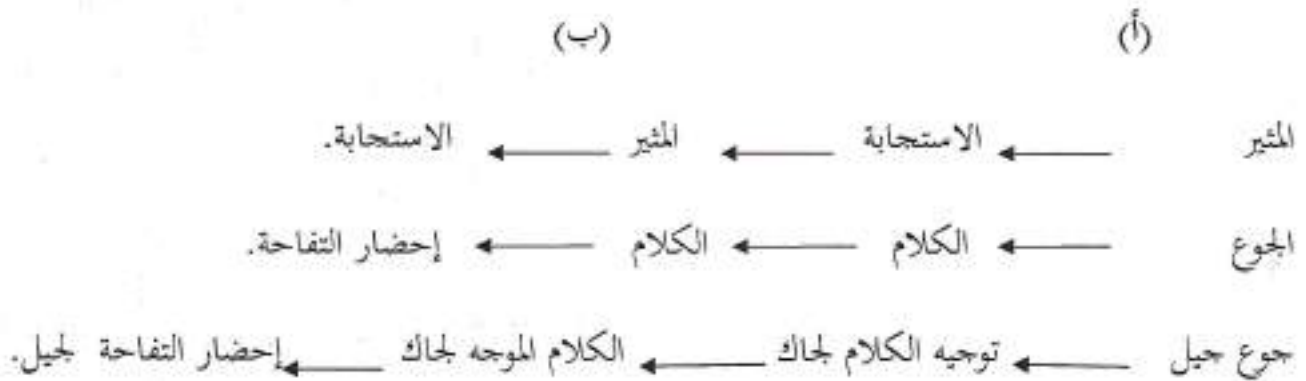 (أ) (ب)
المثير ← الاستجابة ← المثير ← الاستجابة.
الجوع ← الكلام ← الكلام ← إحضار التفاحة.
جوع جيل ← توجيه الكلام لجاك ← الكلام الموجه لجاك ← إحضار التفاحة لجيل.